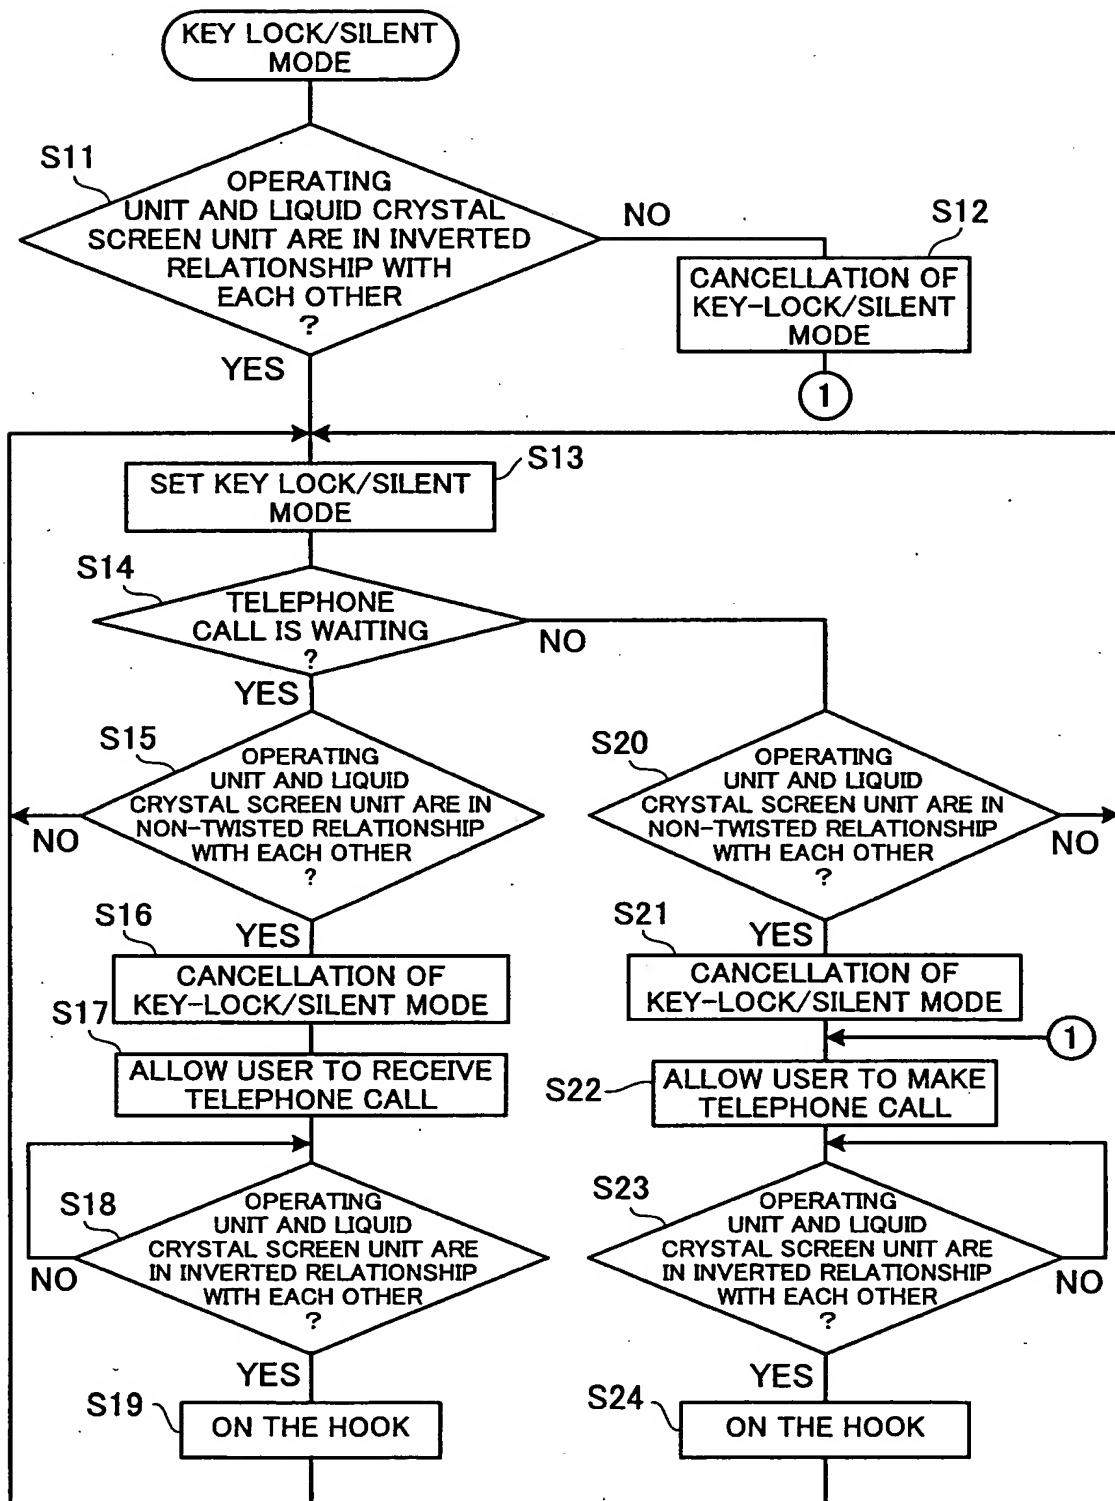 KEY LOCK/SILENT
MODE
S11
OPERATING
UNIT AND LIQUID CRYSTAL
SCREEN UNIT ARE IN INVERTED
RELATIONSHIP WITH
EACH OTHER
?
NO
S12
CANCELLATION OF
KEY-LOCK/SILENT
MODE
1
YES
S13
SET KEY LOCK/SILENT
MODE
S14
TELEPHONE
CALL IS WAITING
?
NO
YES
S15
OPERATING
UNIT AND LIQUID
CRYSTAL SCREEN UNIT ARE IN
NON-TWISTED RELATIONSHIP
WITH EACH OTHER
?
NO
S20
OPERATING
UNIT AND LIQUID
CRYSTAL SCREEN UNIT ARE IN
NON-TWISTED RELATIONSHIP
WITH EACH OTHER
?
NO
S16
YES
CANCELLATION OF
KEY-LOCK/SILENT MODE
S21
YES
CANCELLATION OF
KEY-LOCK/SILENT MODE
S17
ALLOW USER TO RECEIVE
TELEPHONE CALL
1
S22
ALLOW USER TO MAKE
TELEPHONE CALL
S18
OPERATING
UNIT AND LIQUID
CRYSTAL SCREEN UNIT ARE
IN INVERTED RELATIONSHIP
WITH EACH OTHER
?
NO
S23
OPERATING
UNIT AND LIQUID
CRYSTAL SCREEN UNIT ARE
IN INVERTED RELATIONSHIP
WITH EACH OTHER
?
NO
YES
S19
ON THE HOOK
YES
S24
ON THE HOOK